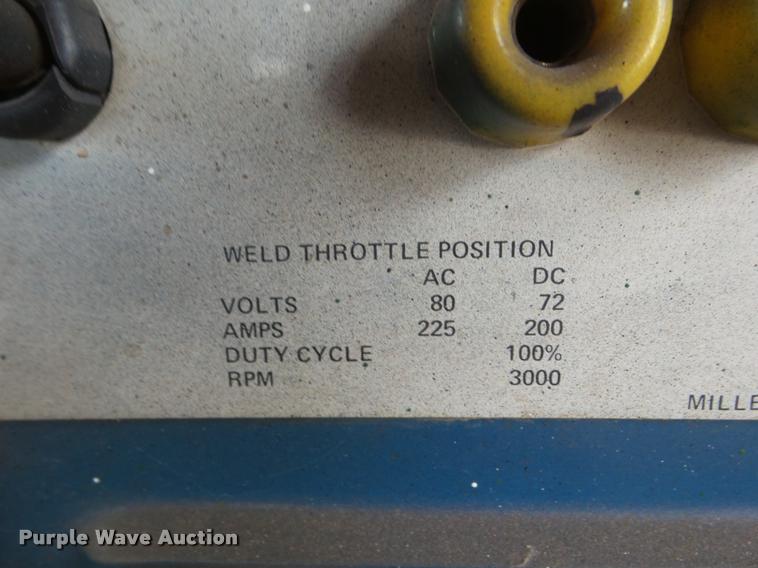 WELD THROTTLE POSITION
AC DC
VOLTS 80 72
AMPS 225 200
DUTY CYCLE 100%
RPM 3000
MILLE
Purple Wave Auction